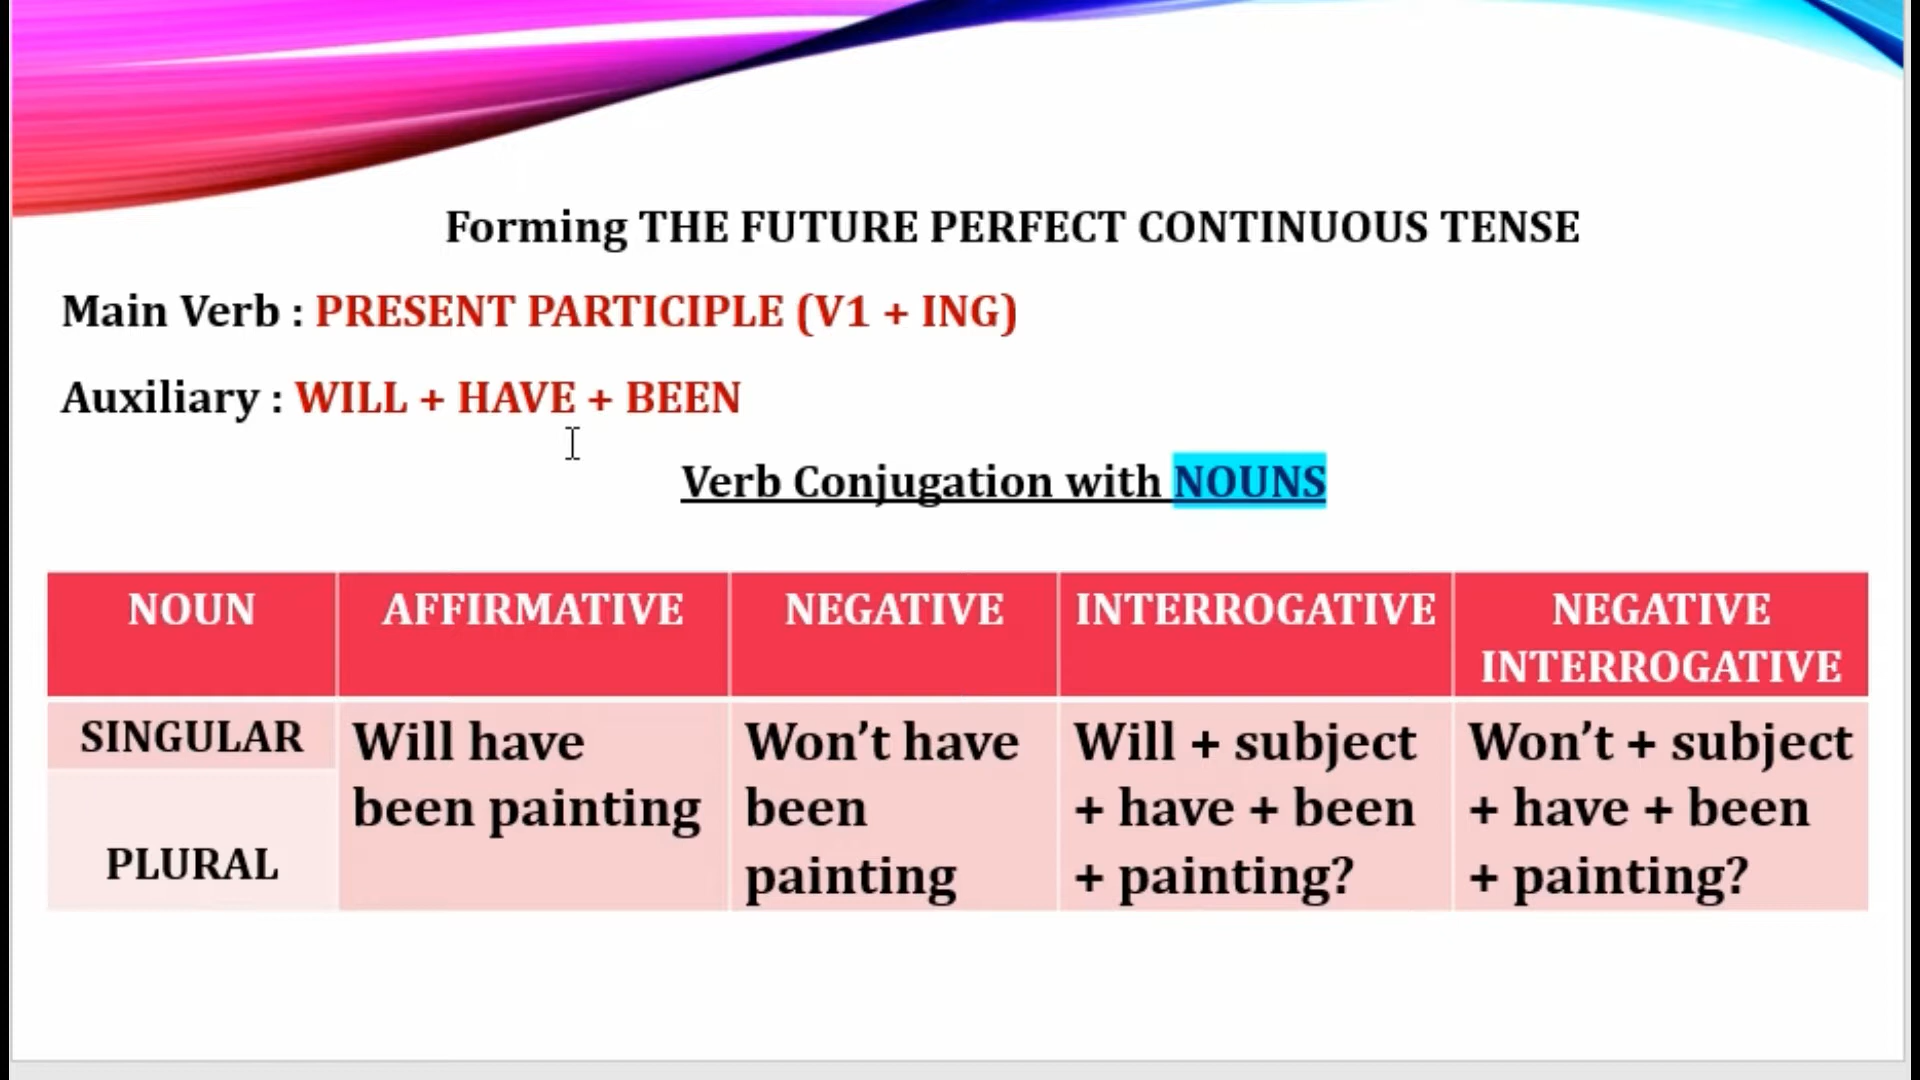 Forming THE FUTURE PERFECT CONTINUOUS TENSE
Main Verb : PRESENT PARTICIPLE (V1 + ING)
Auxiliary : WILL + HAVE + BEEN
Verb Conjugation with NOUNS
NOUN AFFIRMATIVE NEGATIVE INTERROGATIVE NEGATIVE
INTERROGATIVE
SINGULAR Will have Won’t have Will + subject Won’t + subject
been painting been + have + been + have + been
PLURAL painting + painting? + painting?